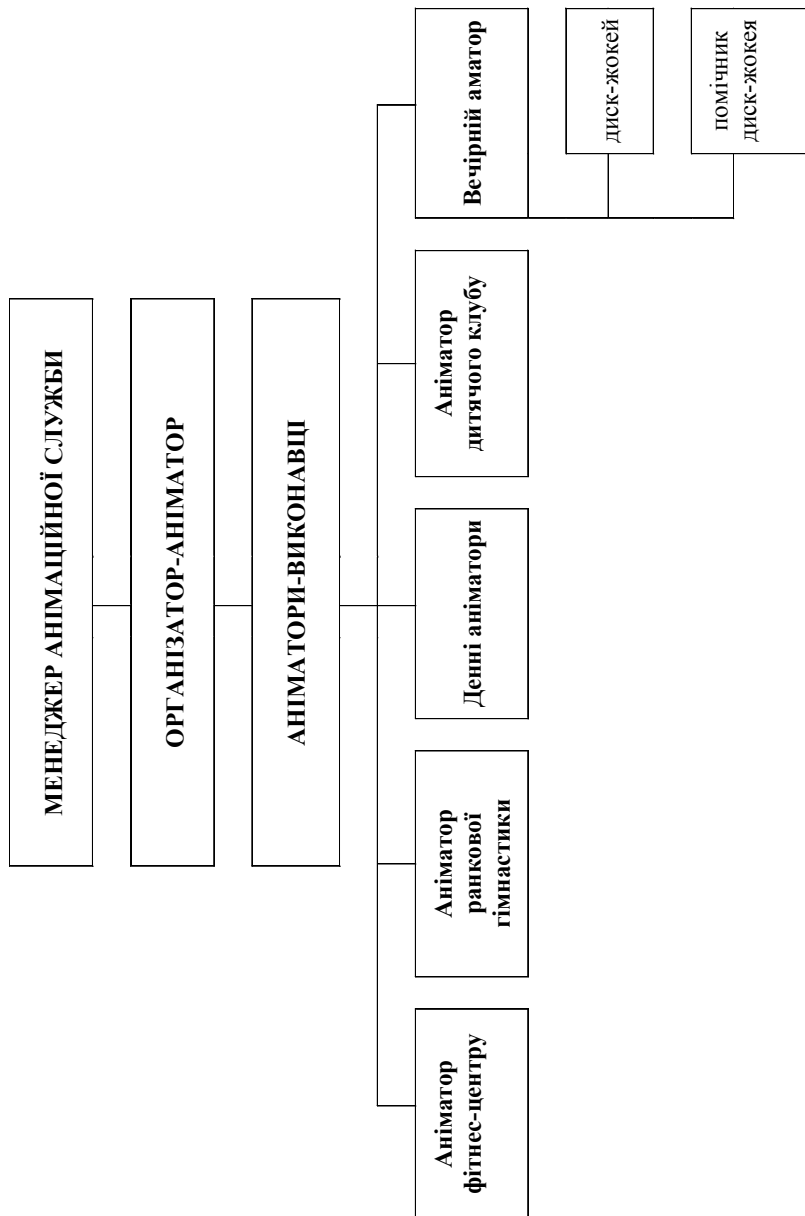 МЕНЕДЖЕР АНІМАЦІЙНОЇ СЛУЖБИ
ОРГАНІЗАТОР-АНІМАТОР
АНІМАТОРИ-ВИКОНАВЦІ
Аніматор
фітнес-центру
Аніматор
ранкової
гімнастики
Денні аніматори
Аніматор
дитячого клубу
Вечірній аматор
диск-жокей
помічник
диск-жокея